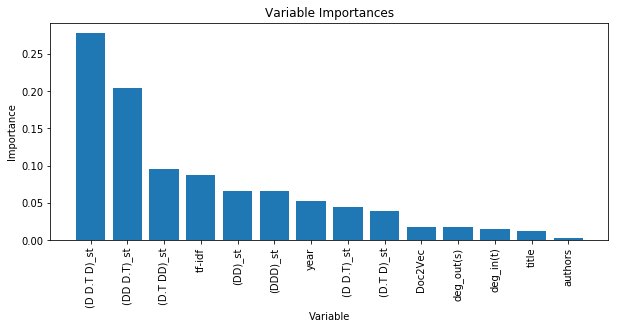 Variable Importances
Importance
0.25
0.20
0.15
0.10
0.05
0.00
(D D.T D)_st
(DD D.T)_st
(D.T DD)_st
tf-idf
(DD)_st
(DDD)_st
year
(D D.T)_st
(D.T D)_st
Doc2Vec
deg_out(s)
deg_in(t)
title
authors
Variable